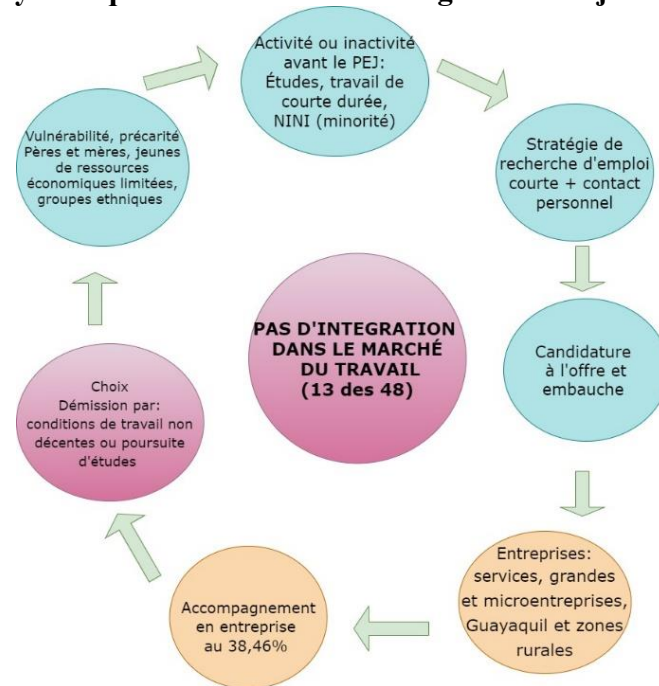 Activité ou inactivité
avant le PEJ:
Études, travail de
courte durée,
NINI (minorité)
Stratégie de
recherche d'emploi
courte + contact
personnel
Candidature
à l'offre et
embauche
Entreprises:
services, grandes
et microentreprises,
Guayaquil et zones
rurales
Accompagnement
en entreprise
au 38,46%
Choix
Démission par:
conditions de travail non
décentes ou poursuite
d'études
Vulnérabilité, précarité
Pères et mères, jeunes
de ressources
économiques limitées,
groupes ethniques
PAS D'INTEGRATION
DANS LE MARCHÉ
DU TRAVAIL
(13 des 48)